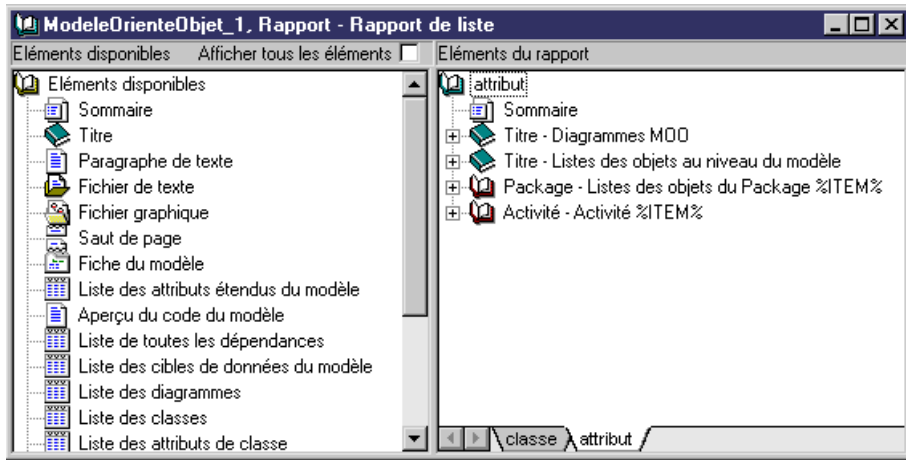 ModeleOrienteObjet_1, Rapport - Rapport de liste
Eléments disponibles Afficher tous les éléments
Eléments disponibles
Sommaire
Titre
Paragraphe de texte
Fichier de texte
Fichier graphique
Saut de page
Fiche du modèle
Liste des attributs étendus du modèle
Aperçu du code du modèle
Liste de toutes les dépendances
Liste des cibles de données du modèle
Liste des diagrammes
Liste des classes
Liste des attributs de classe
Eléments du rapport
attribut
Sommaire
Titre - Diagrammes MOO
Titre - Listes des objets au niveau du modèle
Package - Listes des objets du Package %ITEM%
Activité - Activité %ITEM%
classe attribut